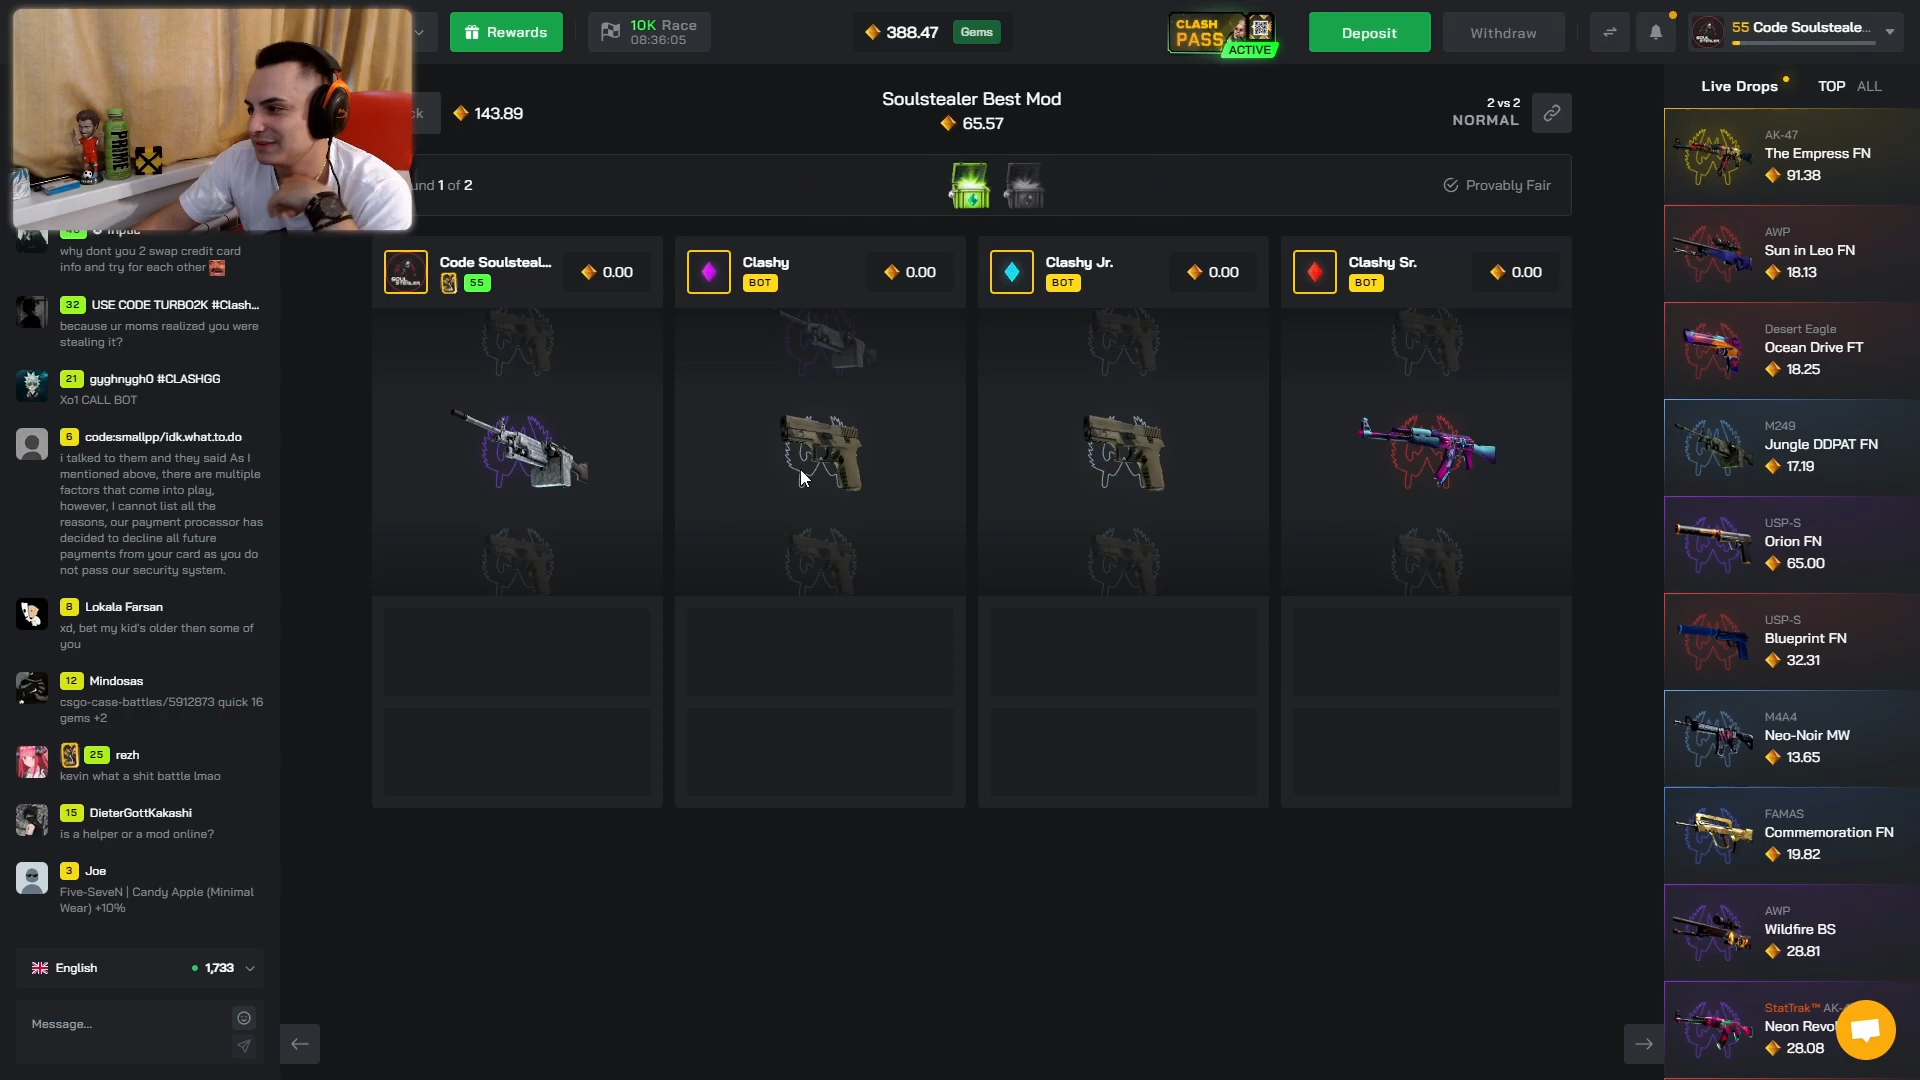 Rewards
10K Race
08:36:05
388.47
Gems
CLASH
PASS
ACTIVE
Deposit
Withdraw
55 Code Soulsteale...
143.89
Soulstealer Best Mod
65.57
2 vs 2
NORMAL
1 of 2
Provably Fair
PRIME
Code Soulsteal...
55
0.00
Clashy
BOT
0.00
Clashy Jr.
BOT
0.00
Clashy Sr.
BOT
0.00
why dont you 2 swap credit card
info and try for each other
32 USE CODE TURBO2K #Clash...
because ur moms realized you were
stealing it?
21 gyghnygh0 #CLASHGG
Xo1 CALL BOT
6 code:smallpp/idk.what.to.do
i talked to them and they said As I
mentioned above, there are multiple
factors that come into play,
however, I cannot list all the
reasons, our payment processor has
decided to decline all future
payments from your card as you do
not pass our security system.
8 Lokala Farsan
xd, bet my kid's older then some of
you
12 Mindosas
csgo-case-battles/5912873 quick 16
gems +2
25 rezh
kevin what a shit battle lmao
15 DieterGottKakashi
is a helper or a mod online?
3 Joe
Five-SeveN | Candy Apple (Minimal
Wear) +10%
English
1,733
Message...
Live Drops
TOP
ALL
AK-47
The Empress FN
91.38
AWP
Sun in Leo FN
18.13
Desert Eagle
Ocean Drive FT
18.25
M249
Jungle DDPAT FN
17.19
USP-S
Orion FN
65.00
USP-S
Blueprint FN
32.31
M4A4
Neo-Noir MW
13.65
FAMAS
Commemoration FN
19.82
AWP
Wildfire BS
28.81
StatTrak™ AK-
Neon Revol
28.08